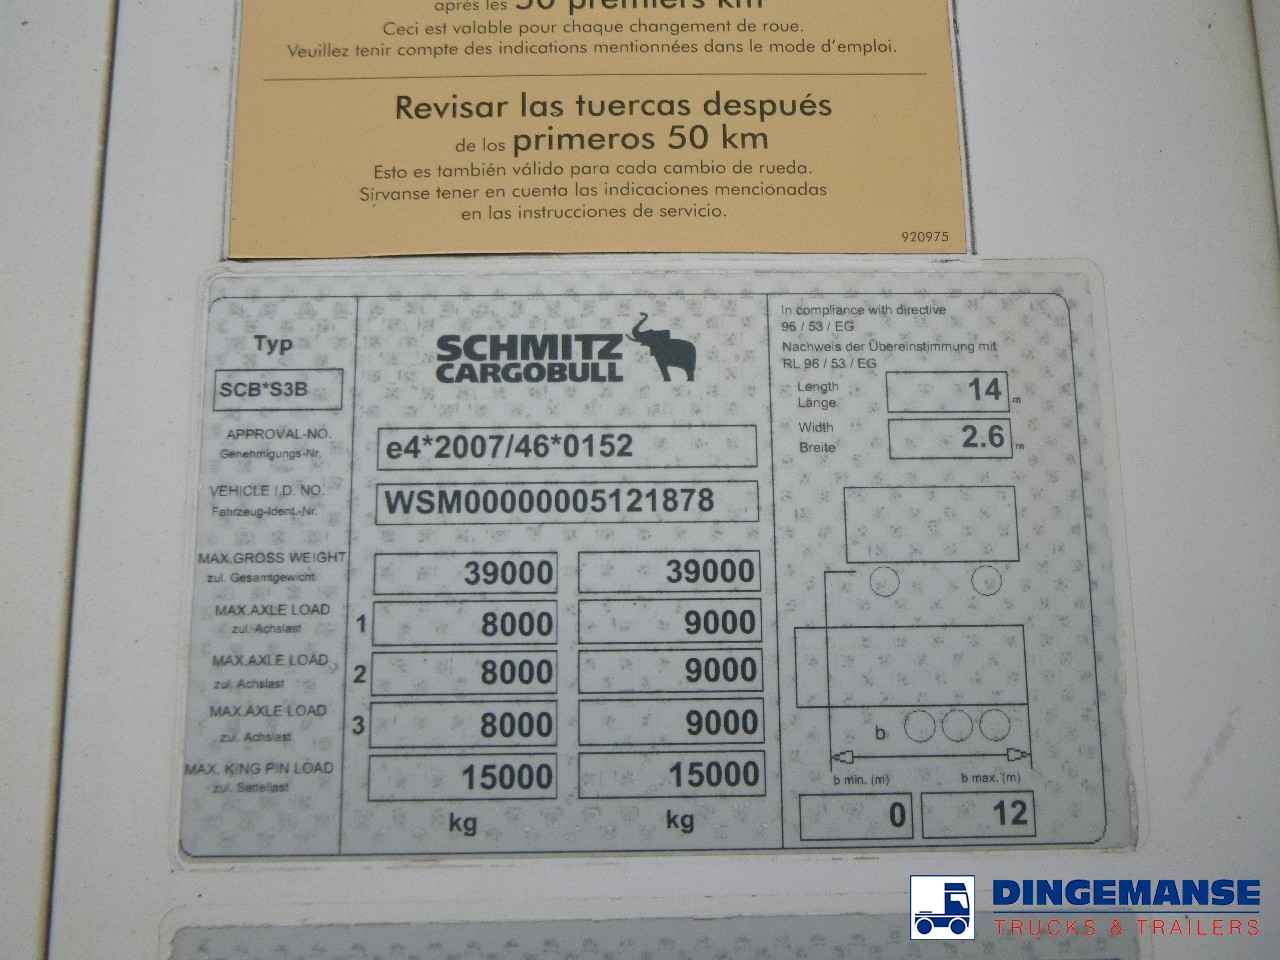 après les 50 premiers km
Ceci est valable pour chaque changement de roue.
Veuillez tenir compte des indications mentionnées dans le mode d'emploi.
Revisar las tuercas después
de los primeros 50 km
Esto es también válido para cada cambio de rueda.
Sírvanse tener en cuenta las indicaciones mencionadas
en las instrucciones de servicio.
920975
Typ
SCB*S3B
SCHMITZ
CARGOBULL
In compliance with directive
96 / 53 / EG
Nachweis der Übereinstimmung mit
RL 96 / 53 / EG
Length
Länge
14 m
Width
Breite
2.6 m
APPROVAL-NO.
Genehmigungs-Nr.
e4*2007/46*0152
VEHICLE I.D. NO.
Fahrzeug-Ident.-Nr.
WSM00000005121878
MAX.GROSS WEIGHT
zul. Gesamtgewicht
39000 39000
MAX.AXLE LOAD
zul. Achslast
1 8000 9000
MAX.AXLE LOAD
zul. Achslast
2 8000 9000
MAX.AXLE LOAD
zul. Achslast
3 8000 9000
MAX. KING PIN LOAD
zul. Sattellast
15000 15000
kg kg
b
b min. (m) b max. (m)
0 12
DINGEMANSE
TRUCKS & TRAILERS